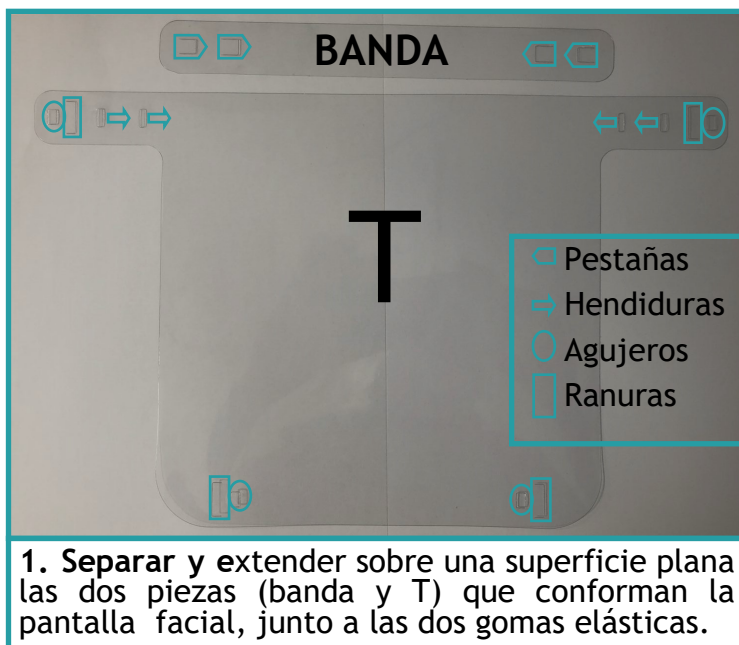 BANDA
T
Pestañas
Hendiduras
Agujeros
Ranuras
1. Separar y extender sobre una superficie plana
las dos piezas (banda y T) que conforman la
pantalla facial, junto a las dos gomas elásticas.